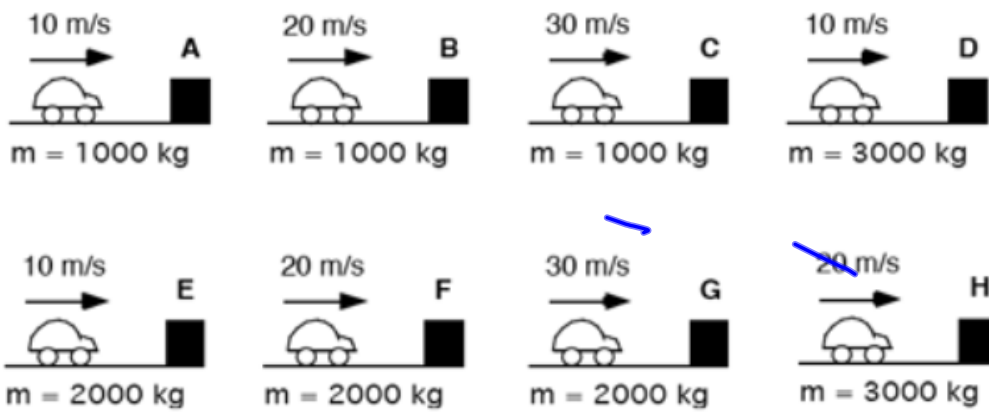 10 m/s 20 m/s 30 m/s 10 m/s
A B C D
m = 1000 kg m = 1000 kg m = 1000 kg m = 3000 kg
10 m/s 20 m/s 30 m/s 20 m/s
E F G H
m = 2000 kg m = 2000 kg m = 2000 kg m = 3000 kg